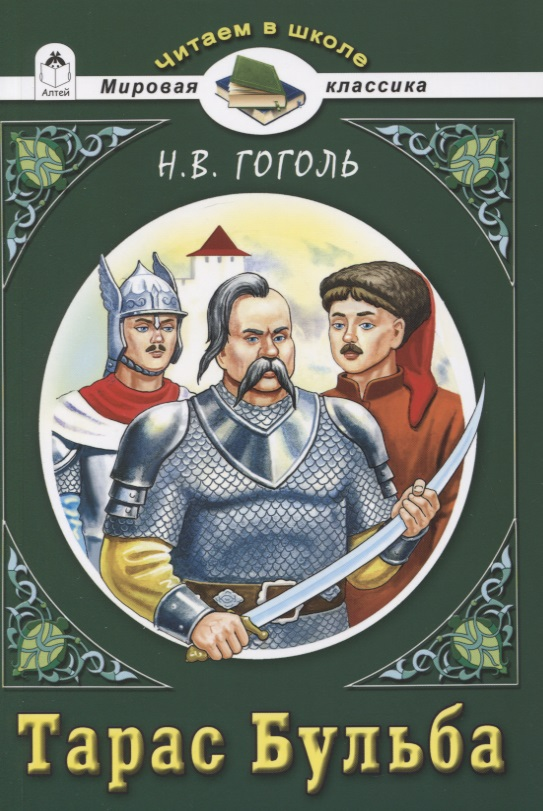 Читаем в школе
Алтей
Мировая классика
Н.В. ГОГОЛЬ
Тарас Бульба